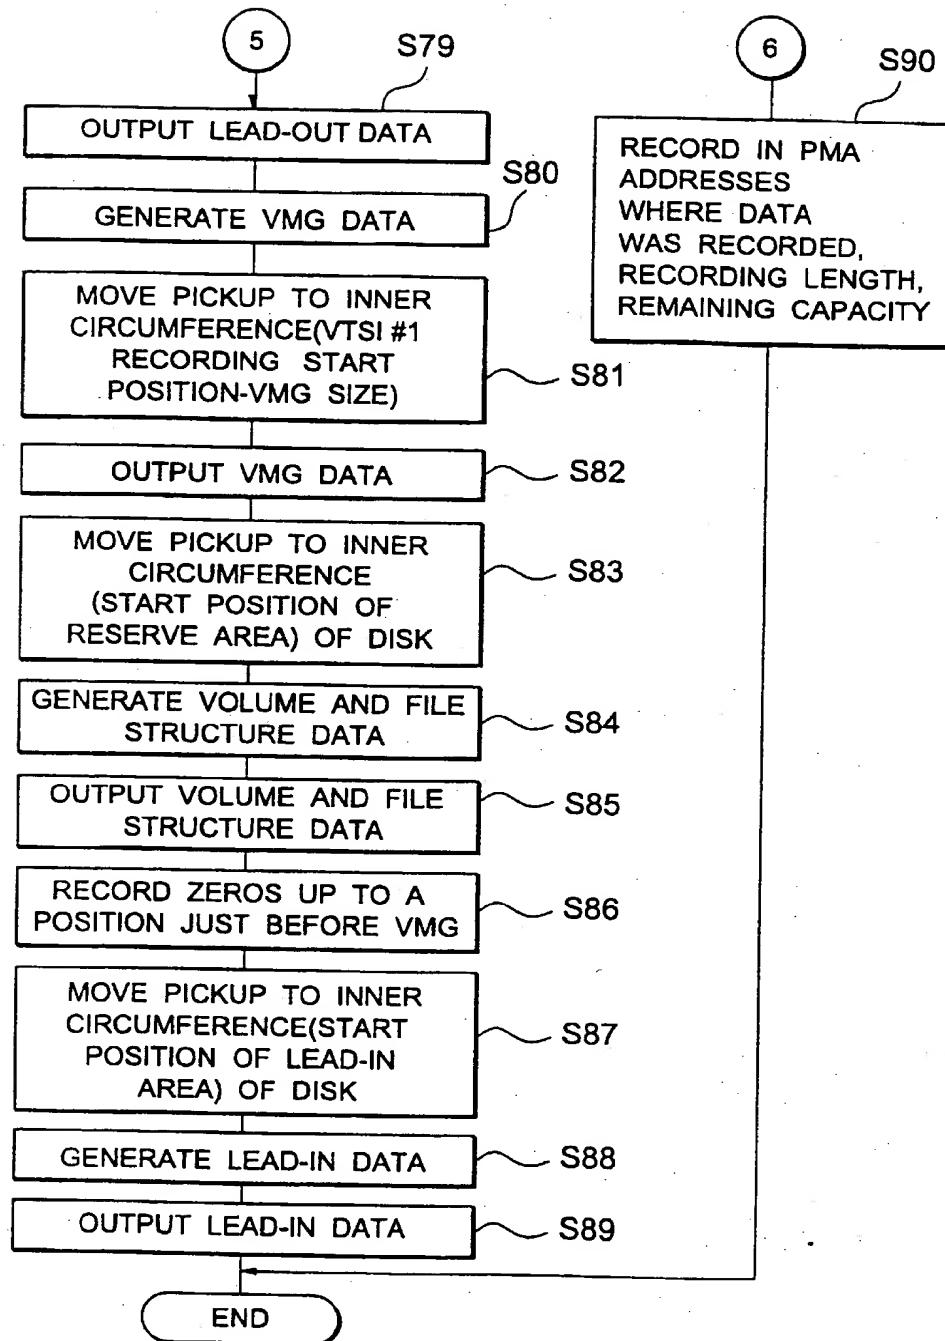 5
S79
OUTPUT LEAD-OUT DATA
S80
GENERATE VMG DATA
MOVE PICKUP TO INNER
CIRCUMFERENCE(VTSI #1
RECORDING START
POSITION-VMG SIZE)
S81
OUTPUT VMG DATA
S82
MOVE PICKUP TO INNER
CIRCUMFERENCE
(START POSITION OF
RESERVE AREA) OF DISK
S83
GENERATE VOLUME AND FILE
STRUCTURE DATA
S84
OUTPUT VOLUME AND FILE
STRUCTURE DATA
S85
RECORD ZEROS UP TO A
POSITION JUST BEFORE VMG
S86
MOVE PICKUP TO INNER
CIRCUMFERENCE(START
POSITION OF LEAD-IN
AREA) OF DISK
S87
GENERATE LEAD-IN DATA
S88
OUTPUT LEAD-IN DATA
S89
END
6
S90
RECORD IN PMA
ADDRESSES
WHERE DATA
WAS RECORDED,
RECORDING LENGTH,
REMAINING CAPACITY